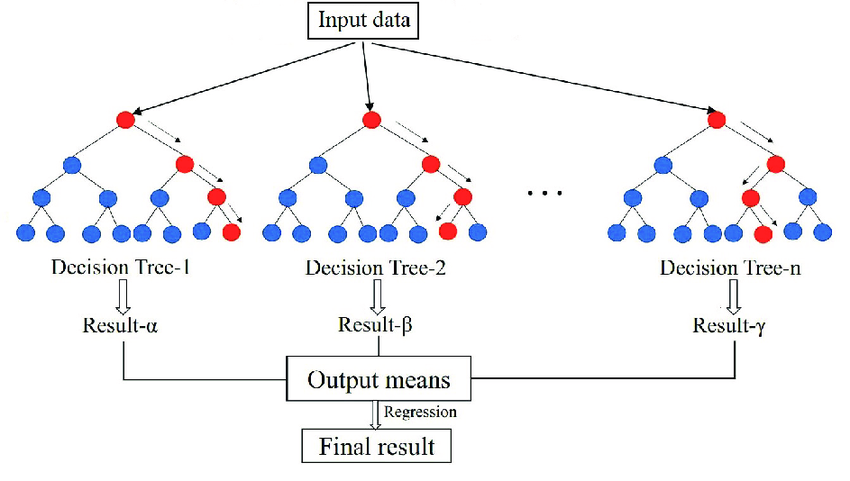 Input data
. . .
Decision Tree-1
Decision Tree-2
Decision Tree-n
Result-α
Result-β
Result-γ
Output means
Regression
Final result